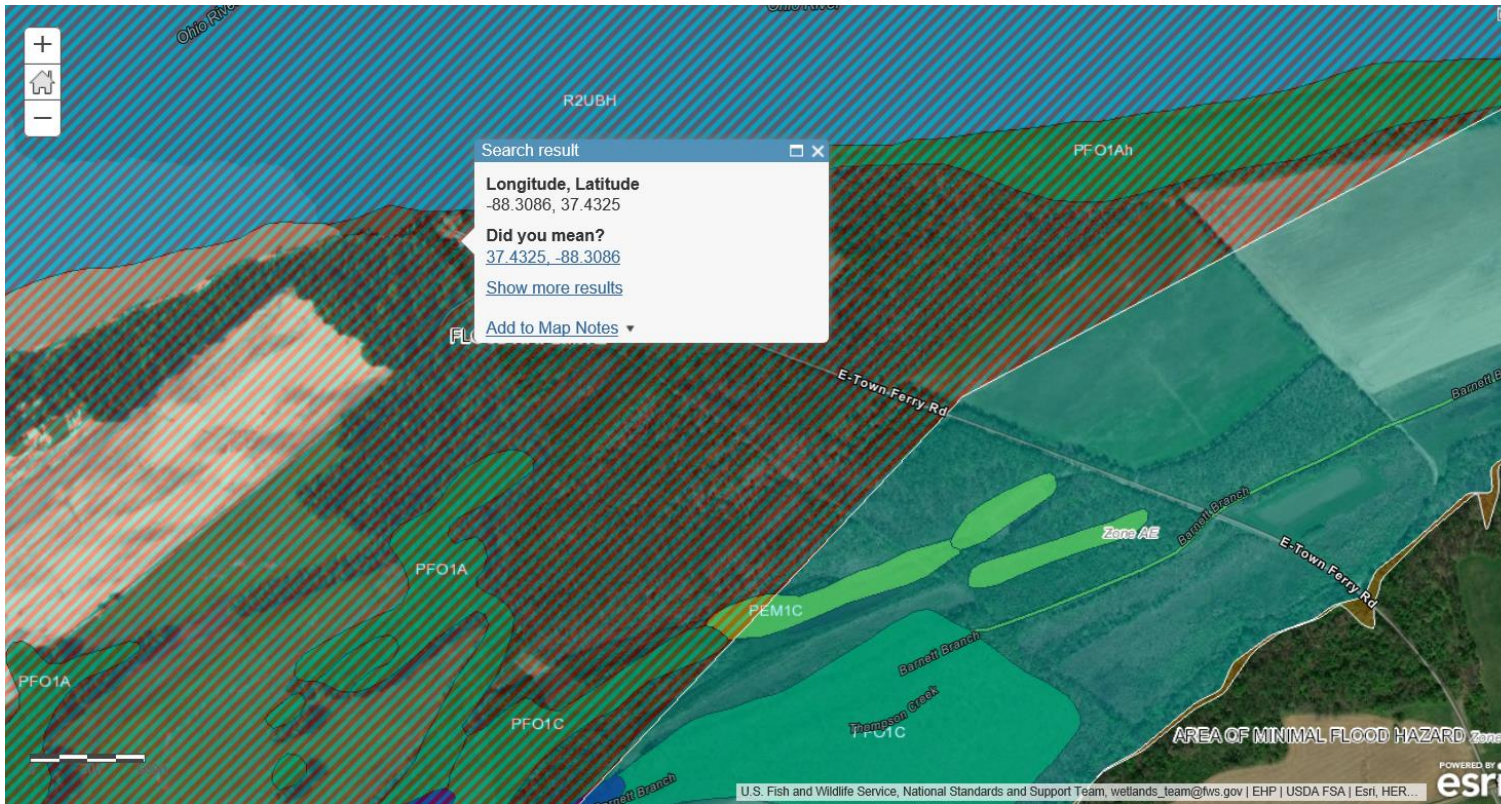 Ohio River
Ohio River
+
R2UBH
−
Search result
PFO1Ah
Longitude, Latitude
-88.3086, 37.4325
Did you mean?
37.4325, -88.3086
Show more results
Add to Map Notes
E-Town Ferry Rd
Barnett
Barnett Branch
Zone AE
E-Town Ferry Rd
PFO1A
PEM1C
Barnett Branch
PFO1A
Thompson Creek
PFO1C
PFO1C
AREA OF MINIMAL FLOOD HAZARD Zone
Barnett Branch
POWERED BY
esri
U.S. Fish and Wildlife Service, National Standards and Support Team, wetlands_team@fws.gov | EHP | USDA FSA | Esri, HER...